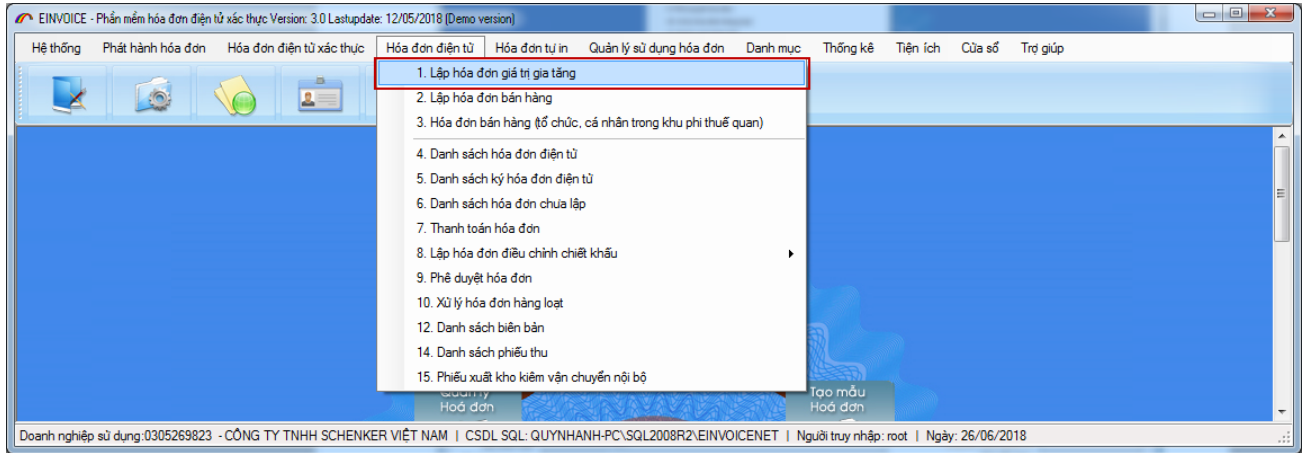 EINVOICE - Phần mềm hóa đơn điện tử xác thực Version: 3.0 Lastupdate: 12/05/2018 (Demo version)
Hệ thống Phát hành hóa đơn Hóa đơn điện tử xác thực Hóa đơn điện tử Hóa đơn tự in Quản lý sử dụng hóa đơn Danh mục Thống kê Tiện ích Cửa sổ Trợ giúp
1. Lập hóa đơn giá trị gia tăng
2. Lập hóa đơn bán hàng
3. Hóa đơn bán hàng (tổ chức, cá nhân trong khu phi thuế quan)
4. Danh sách hóa đơn điện tử
5. Danh sách ký hóa đơn điện tử
6. Danh sách hóa đơn chưa lập
7. Thanh toán hóa đơn
8. Lập hóa đơn điều chỉnh chiết khấu
9. Phê duyệt hóa đơn
10. Xử lý hóa đơn hàng loạt
12. Danh sách biên bản
14. Danh sách phiếu thu
15. Phiếu xuất kho kiêm vận chuyển nội bộ
Quản lý
Hoá đơn
Tạo mẫu
Hoá đơn
Doanh nghiệp sử dụng:0305269823 - CÔNG TY TNHH SCHENKER VIỆT NAM | CSDL SQL: QUYNHANH-PC\SQL2008R2\EINVOICENET | Người truy nhập: root | Ngày: 26/06/2018